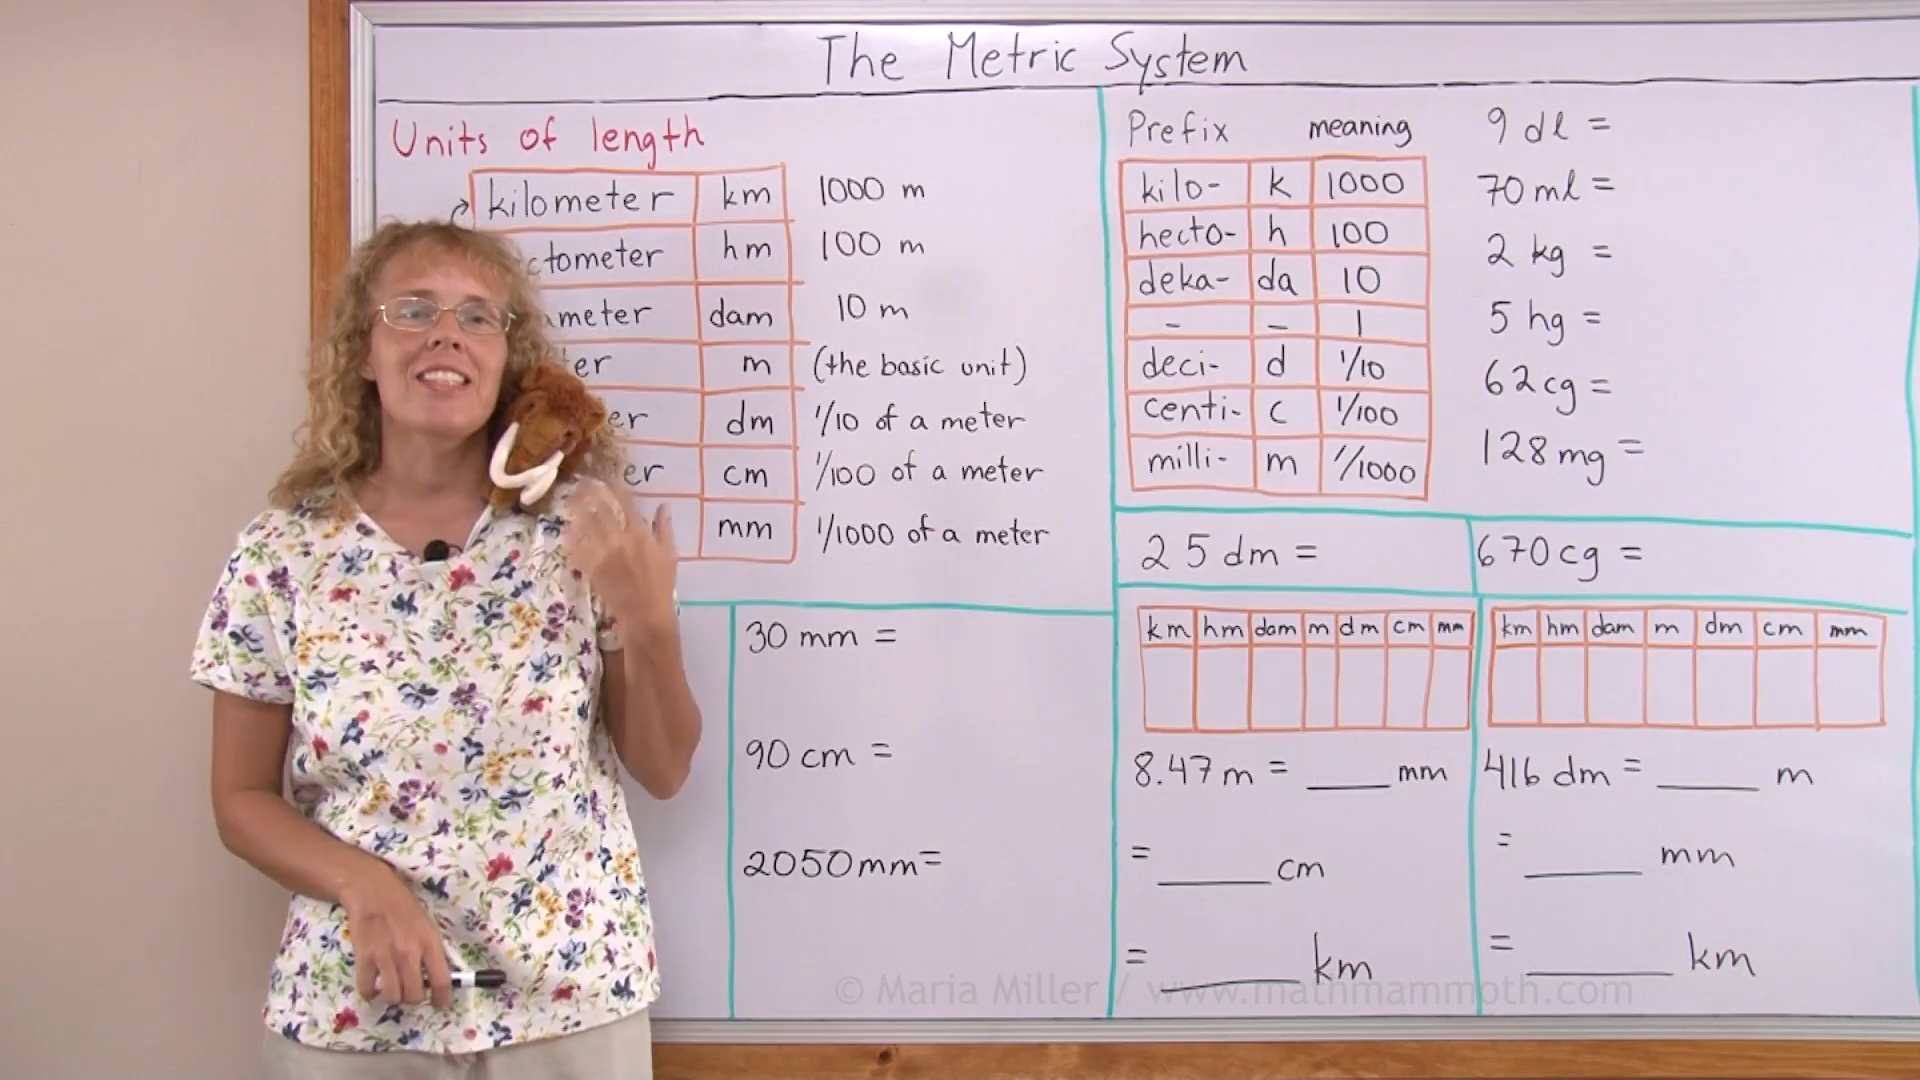 The Metric System
Units of length
kilometer km 1000 m
hm 100 m
dam 10 m
m (the basic unit)
dm 1/10 of a meter
cm 1/100 of a meter
mm 1/1000 of a meter
30 mm =
90 cm =
2050 mm =
Prefix meaning
kilo- k 1000
hecto- h 100
deka- da 10
- - 1
deci- d 1/10
centi- c 1/100
milli- m 1/1000
9 dl =
70 ml =
2 kg =
5 hg =
62 cg =
128 mg =
25 dm =
670 cg =
km hm dam m dm cm mm
8.47 m = ____ mm
= ____ cm
= ____ km
km hm dam m dm cm mm
416 dm = ____ m
= ____ mm
= ____ km
© Maria Miller / www.mathmammoth.com